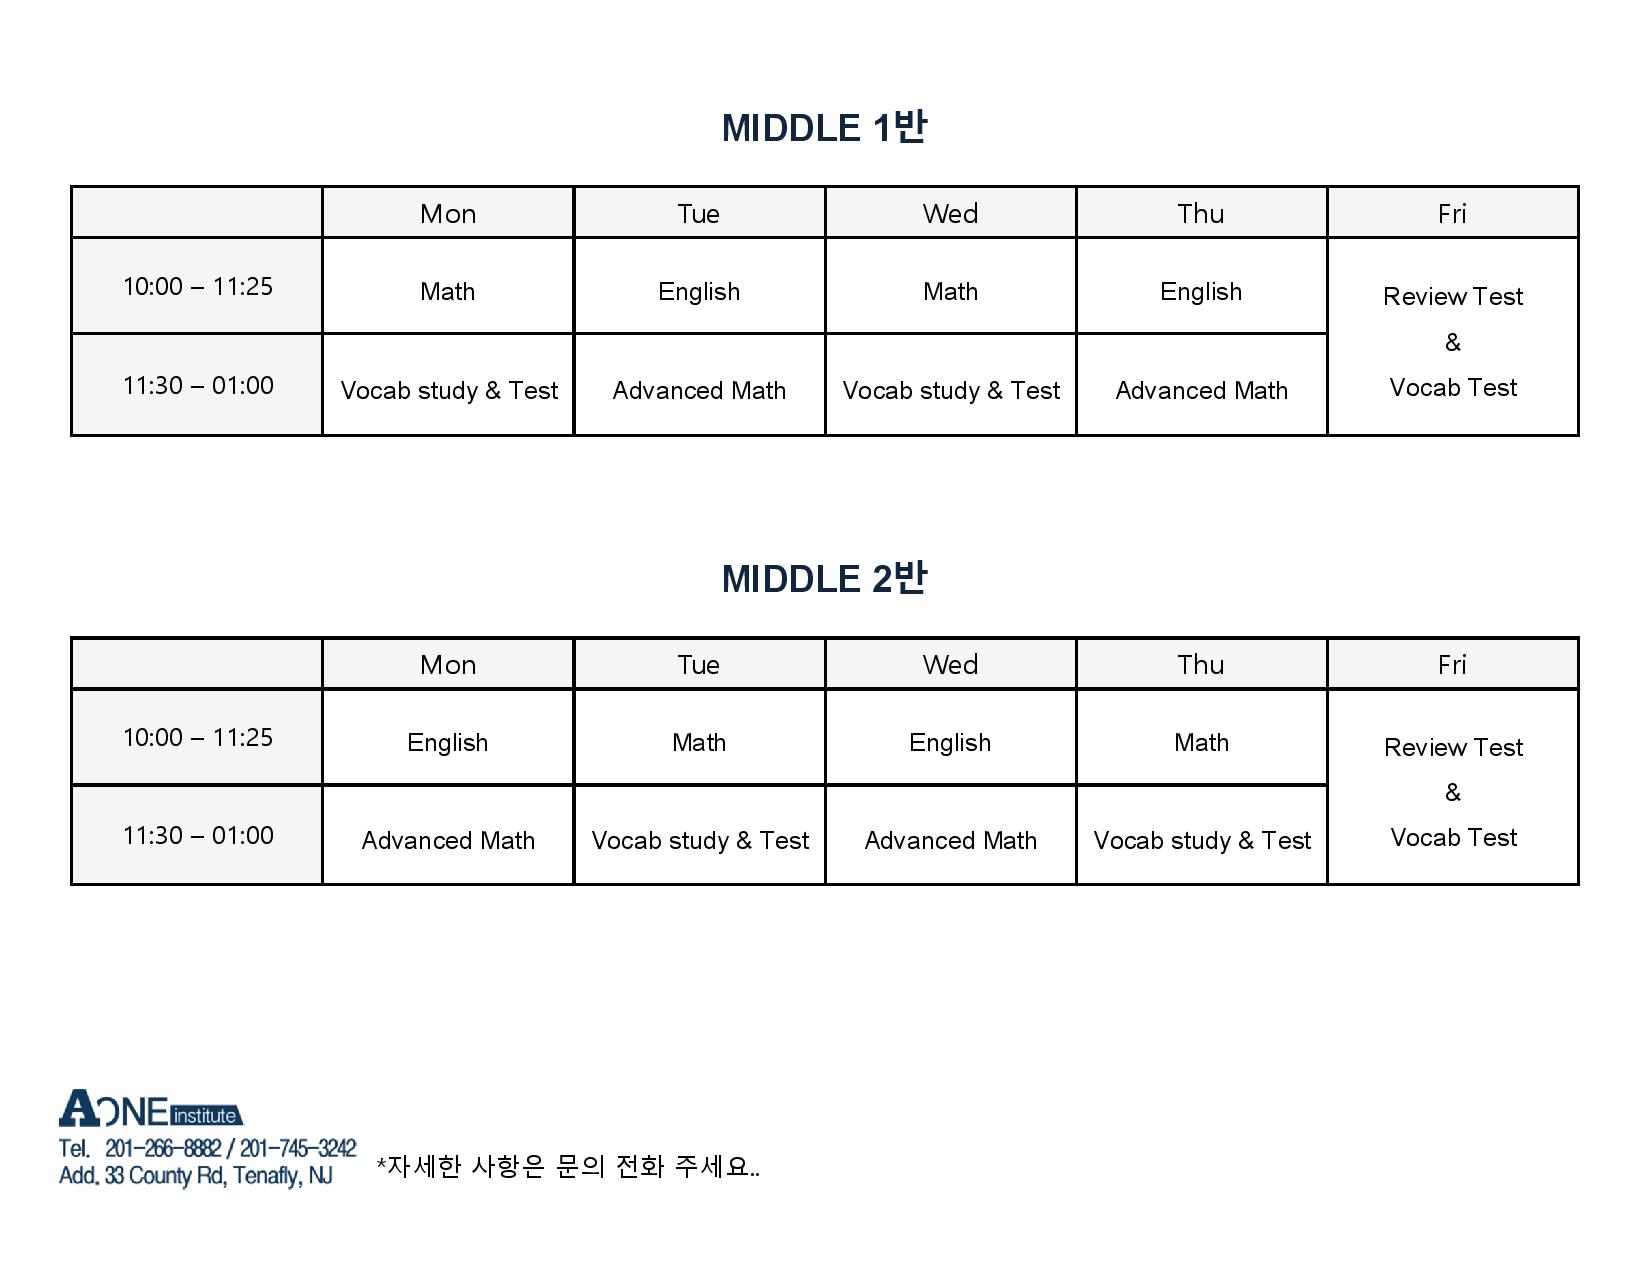 MIDDLE 1반
Mon Tue Wed Thu Fri
10:00 – 11:25 Math English Math English
Review Test
&
Vocab Test
11:30 – 01:00 Vocab study & Test Advanced Math Vocab study & Test Advanced Math
MIDDLE 2반
Mon Tue Wed Thu Fri
10:00 – 11:25 English Math English Math
Review Test
&
Vocab Test
11:30 – 01:00 Advanced Math Vocab study & Test Advanced Math Vocab study & Test
AONE institute
Tel. 201-266-8882 / 201-745-3242
Add. 33 County Rd, Tenafly, NJ
*자세한 사항은 문의 전화 주세요..